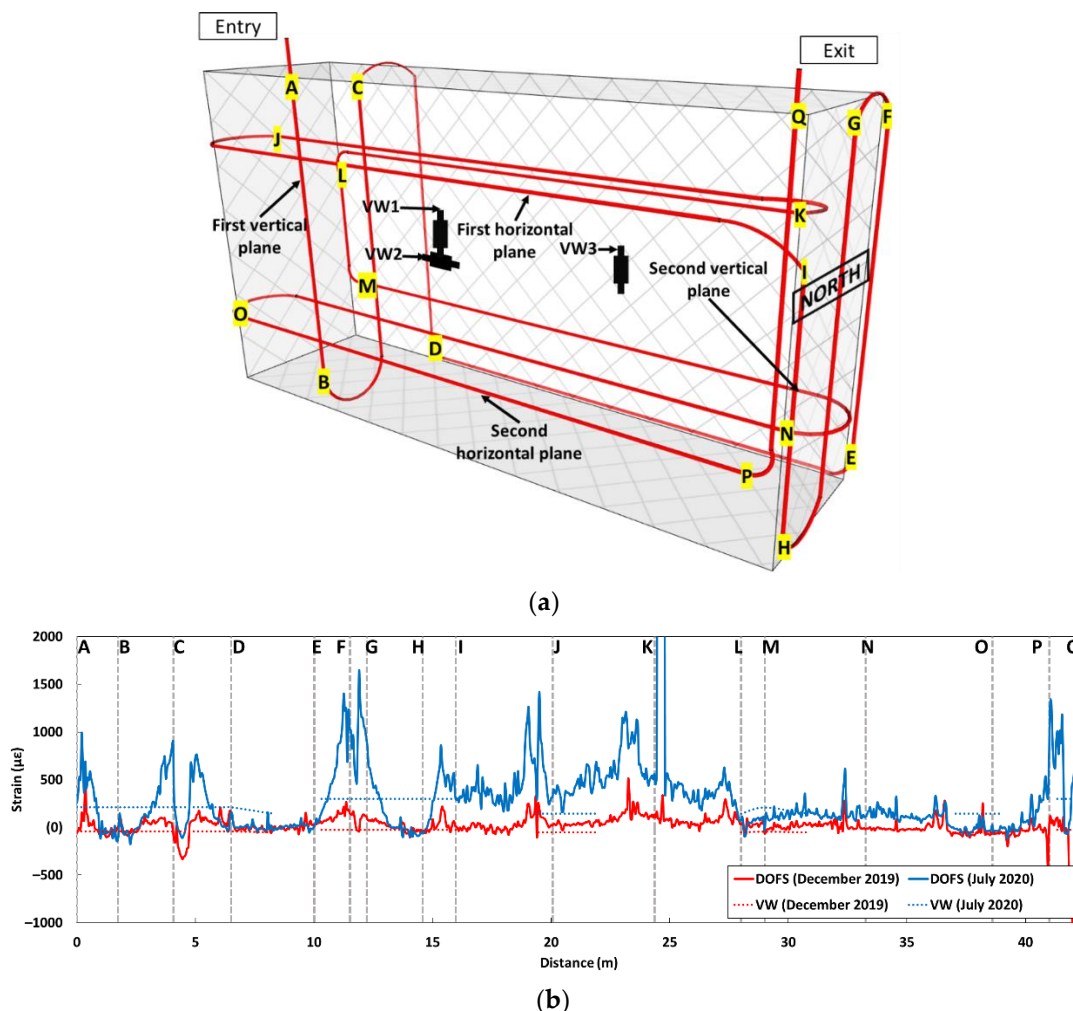 Entry
Exit
A
C
Q
G
F
J
L
VW1
First vertical
plane
First horizontal
plane
K
VW2
VW3
Second vertical
plane
I
NORTH
M
O
D
B
N
E
Second
horizontal plane
P
H
(a)
2000
1500
1000
500
(0)
−500
−1000
Strain (µε)
A B C D E F G H I J K L M N O P Q
DOFS (December 2019) DOFS (July 2020)
VW (December 2019) VW (July 2020)
0 5 10 15 20 25 30 35 40
Distance (m)
(b)